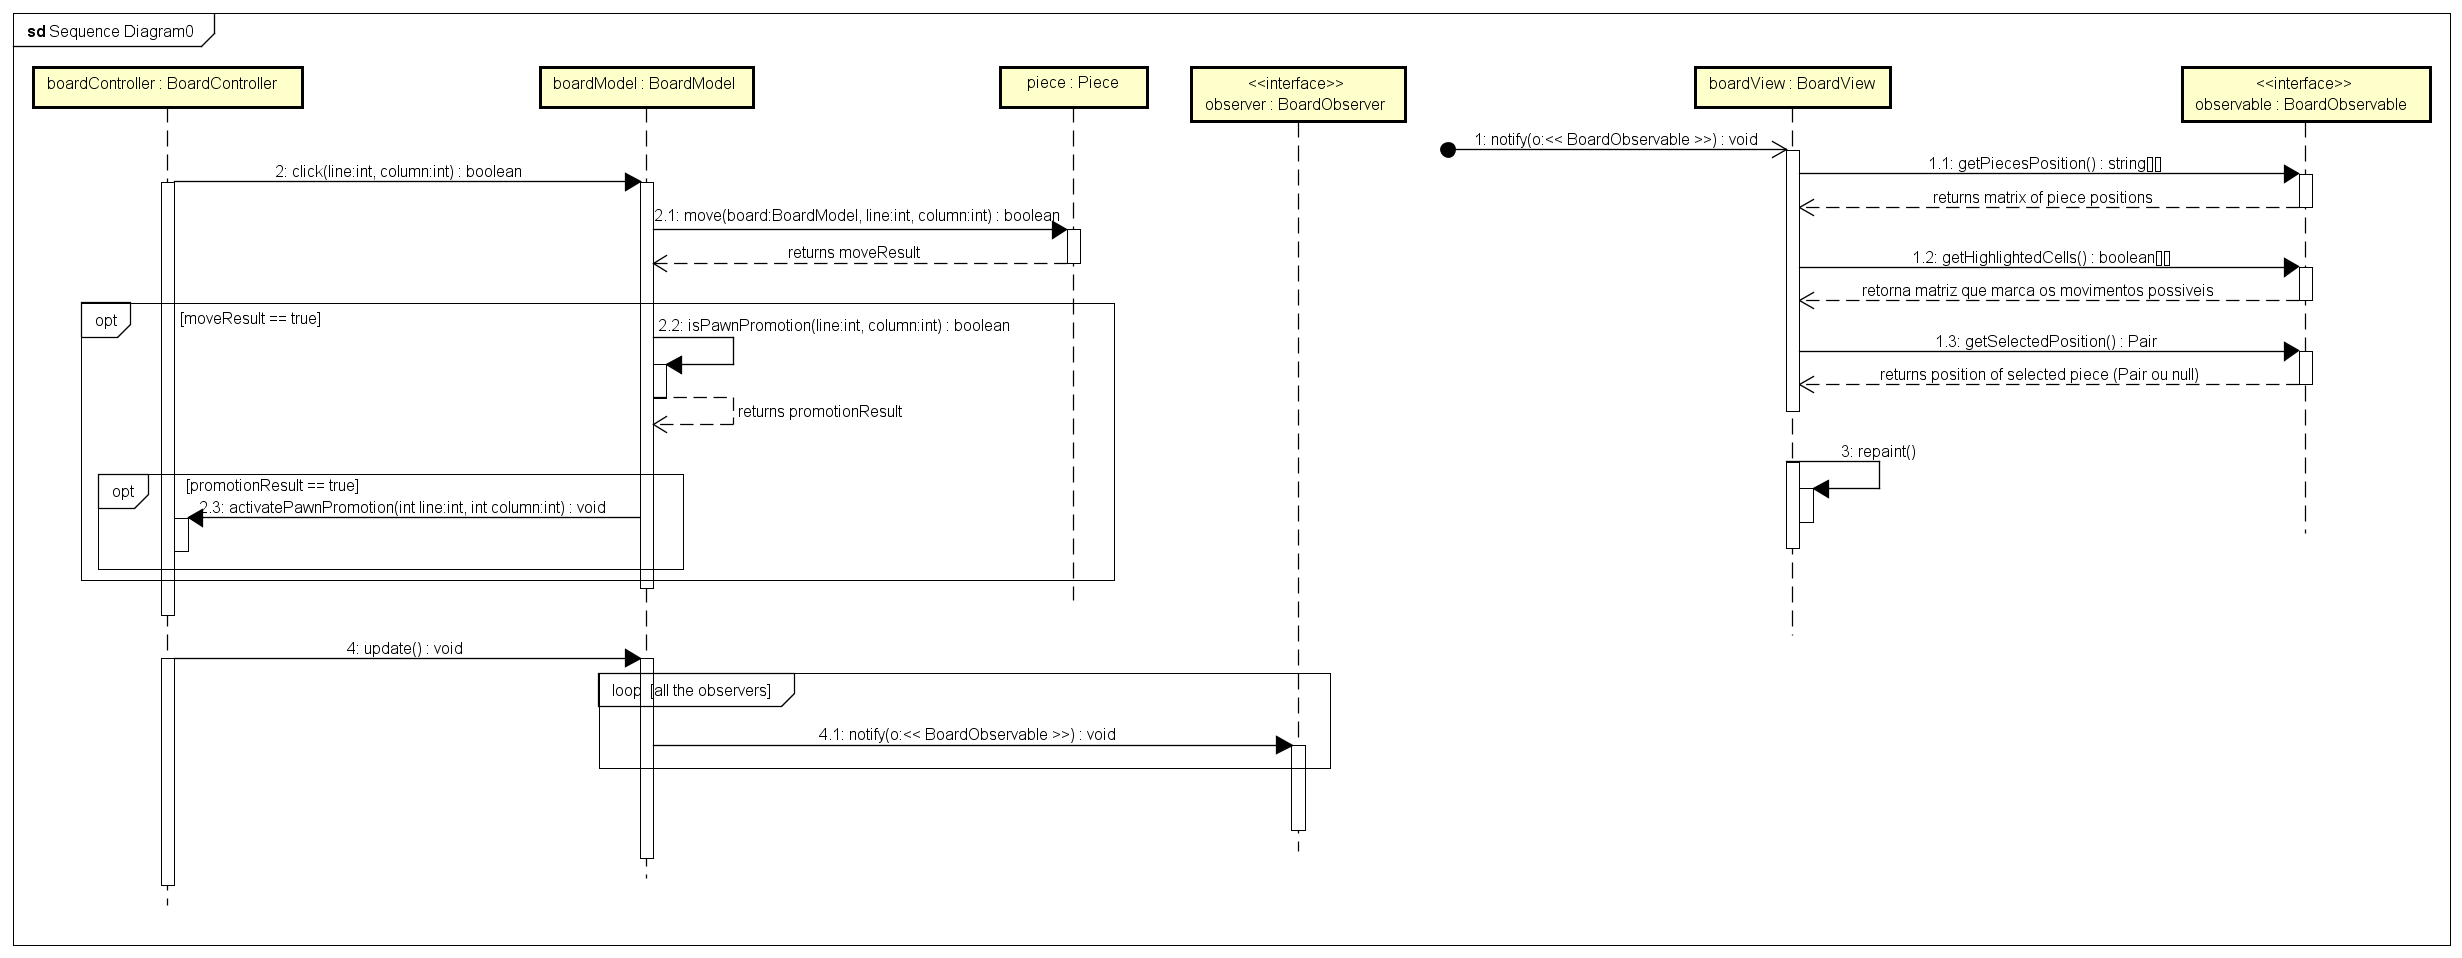 sd Sequence Diagram0
boardController : BoardController
boardModel : BoardModel
piece : Piece
<<interface>>
observer : BoardObserver
boardView : BoardView
<<interface>>
observable : BoardObservable
1: notify(o:<< BoardObservable >>) : void
1.1: getPiecesPosition() : string[][]
returns matrix of piece positions
1.2: getHighlightedCells() : boolean[][]
retorna matriz que marca os movimentos possiveis
1.3: getSelectedPosition() : Pair
returns position of selected piece (Pair ou null)
3: repaint()
2: click(line:int, column:int) : boolean
2.1: move(board:BoardModel, line:int, column:int) : boolean
returns moveResult
opt
[moveResult == true]
2.2: isPawnPromotion(line:int, column:int) : boolean
returns promotionResult
opt
[promotionResult == true]
2.3: activatePawnPromotion(int line:int, int column:int) : void
4: update() : void
loop [all the observers]
4.1: notify(o:<< BoardObservable >>) : void